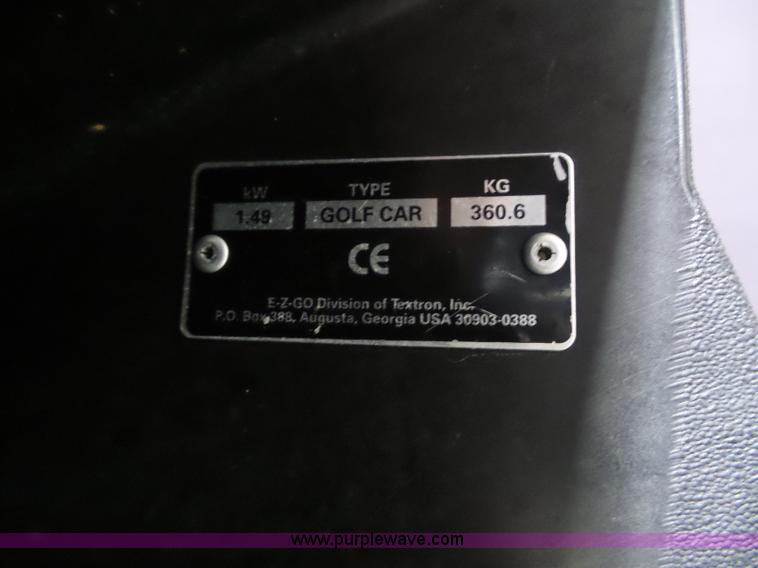 kW TYPE KG
1.49 GOLF CAR 360.6
CE
E-Z-GO Division of Textron, Inc.
P.O. Box 388, Augusta, Georgia USA 30903-0388
www.purplewave.com